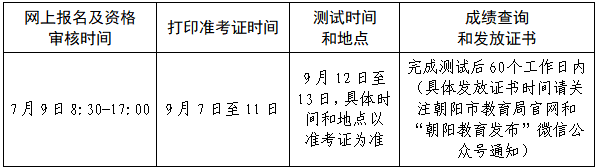 网上报名及资格
审核时间
打印准考证时间
测试时间
和地点
成绩查询
和发放证书
7月9日8:30-17:00
9月7日至11日
9月12日至
13日,具体时
间和地点以
准考证为准
完成测试后60个工作日内
（具体发放证书时间请关
注朝阳市教育局官网和
“朝阳教育发布”微信公
众号通知）